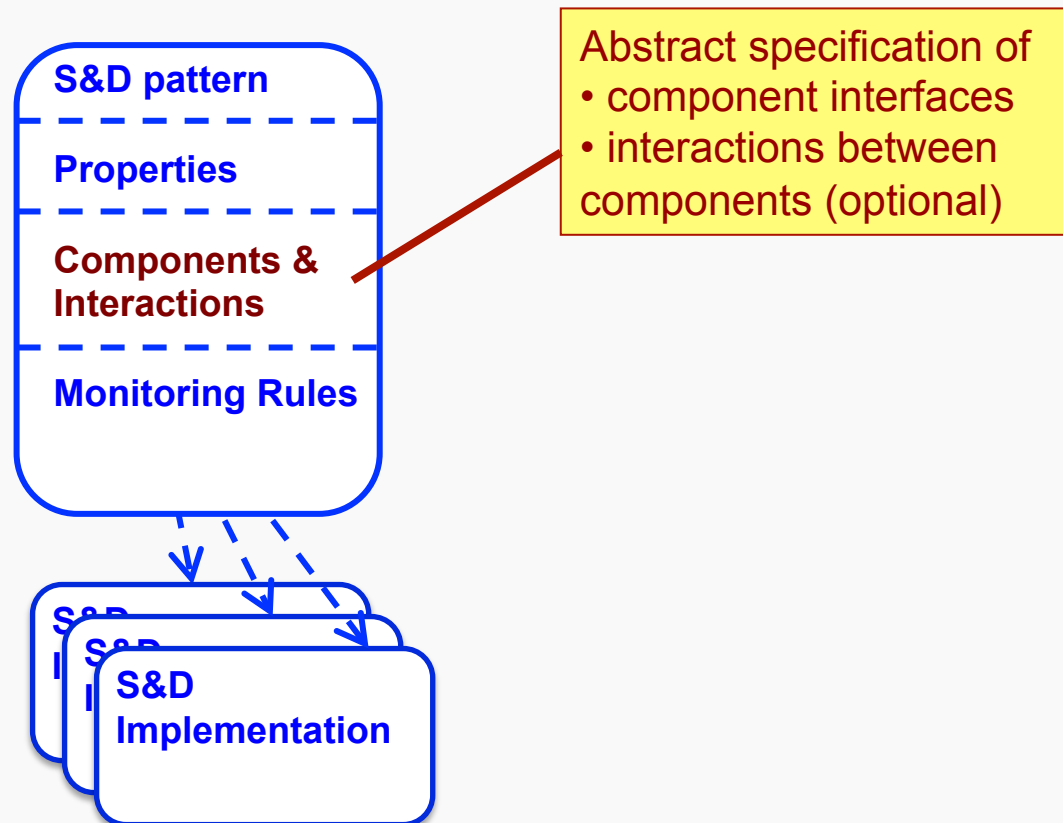 S&D pattern
Properties
Components &
Interactions
Monitoring Rules
Abstract specification of
• component interfaces
• interactions between
components (optional)
S&D
I
S&D
I
S&D
Implementation